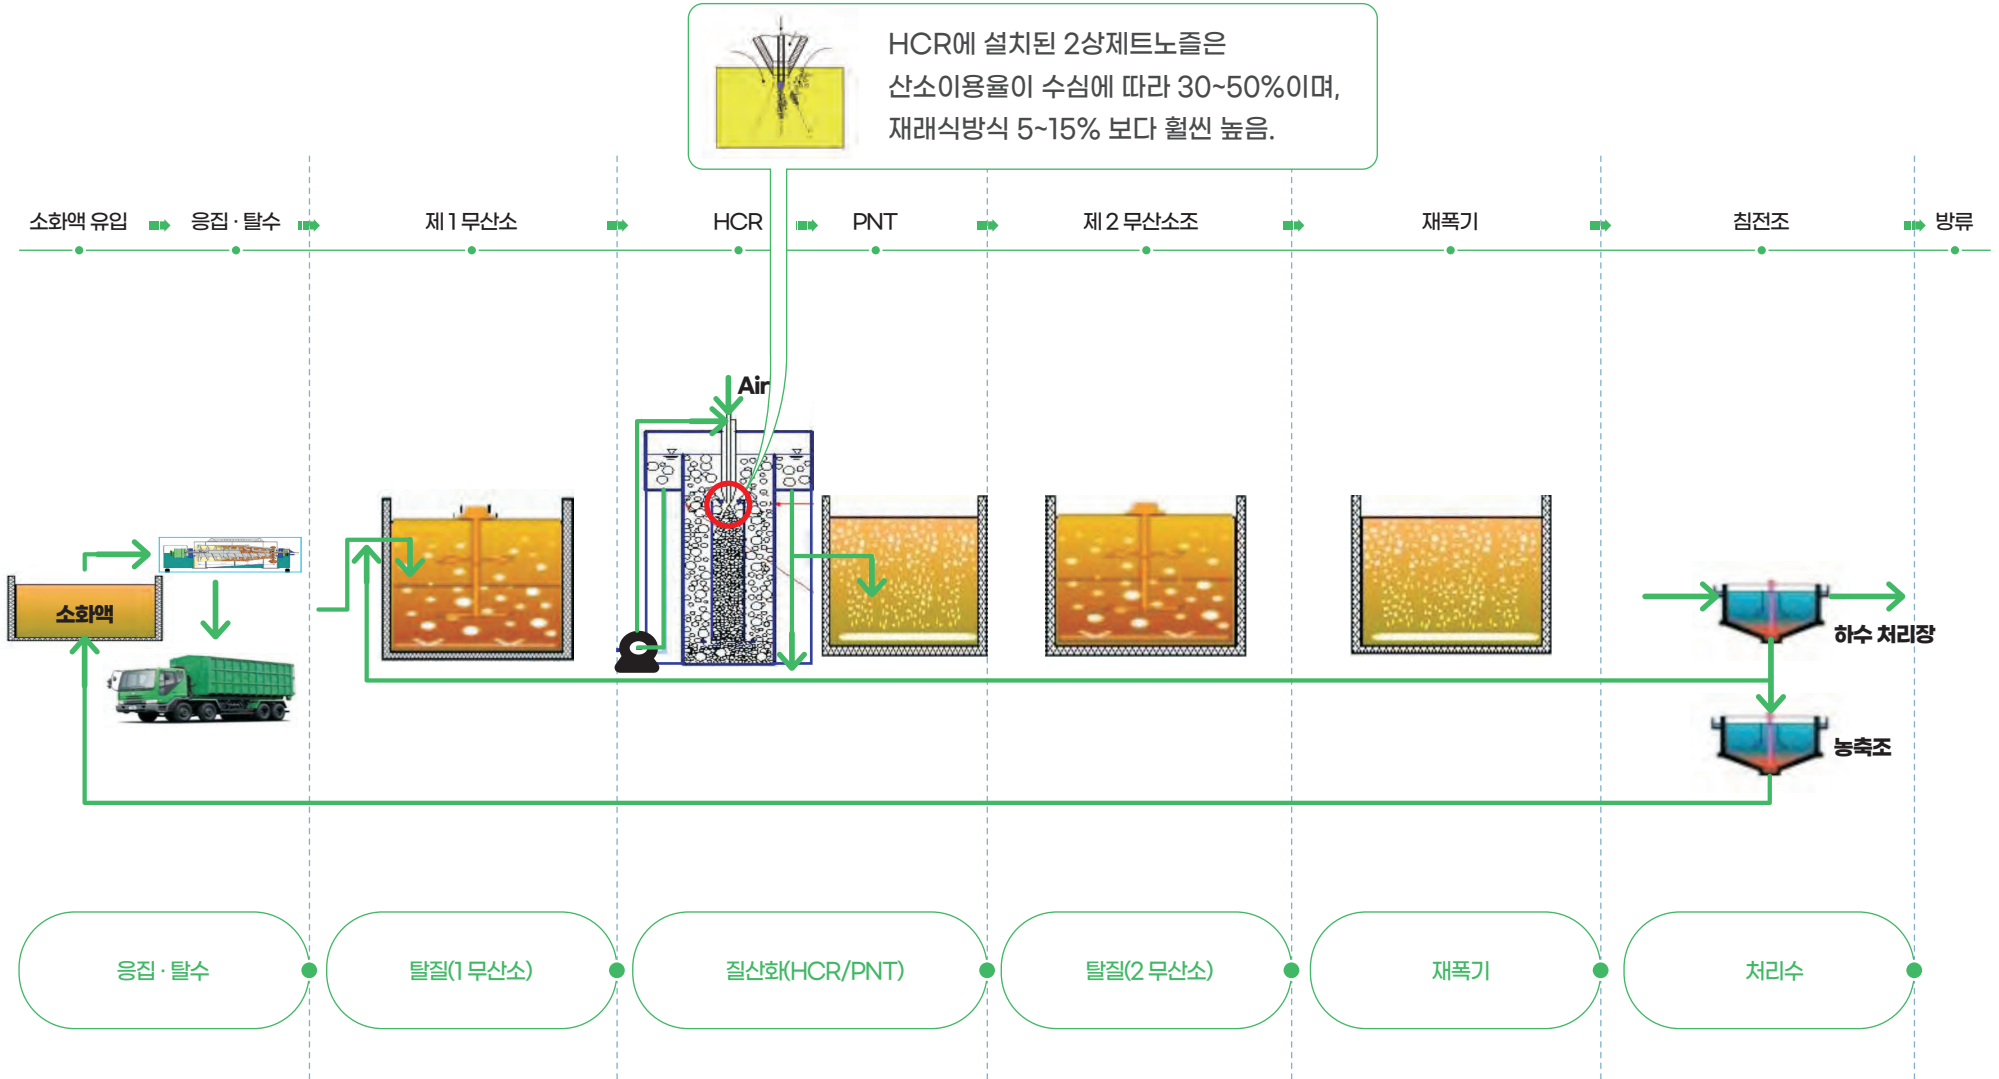 HCR에 설치된 2상제트노즐은
산소이용율이 수심에 따라 30~50%이며,
재래식방식 5~15% 보다 훨씬 높음.
소화액 유입
응집 · 탈수
제 1 무산소
HCR
PNT
제 2 무산소조
재폭기
침전조
방류
Air
소화액
하수 처리장
농축조
응집 · 탈수
탈질(1 무산소)
질산화(HCR/PNT)
탈질(2 무산소)
재폭기
처리수